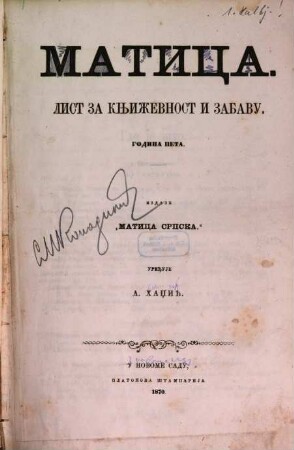 МАТИЦА.
ЛИСТ ЗА КЊИЖЕВНОСТ И ЗАБАВУ.
ГОДИНА ПЕТА.
ИЗДАЈЕ
„МАТИЦА СРПСКА.“
УРЕЂУЈЕ
А. ХАЏИЋ.
У НОВОМЕ САДУ,
ПЛАТОНОВА ШТАМПАРИЈА
1870.